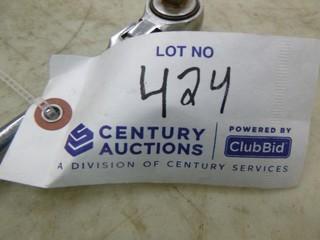 LOT NO
424
CENTURY
AUCTIONS
POWERED BY
ClubBid
A DIVISION OF CENTURY SERVICES